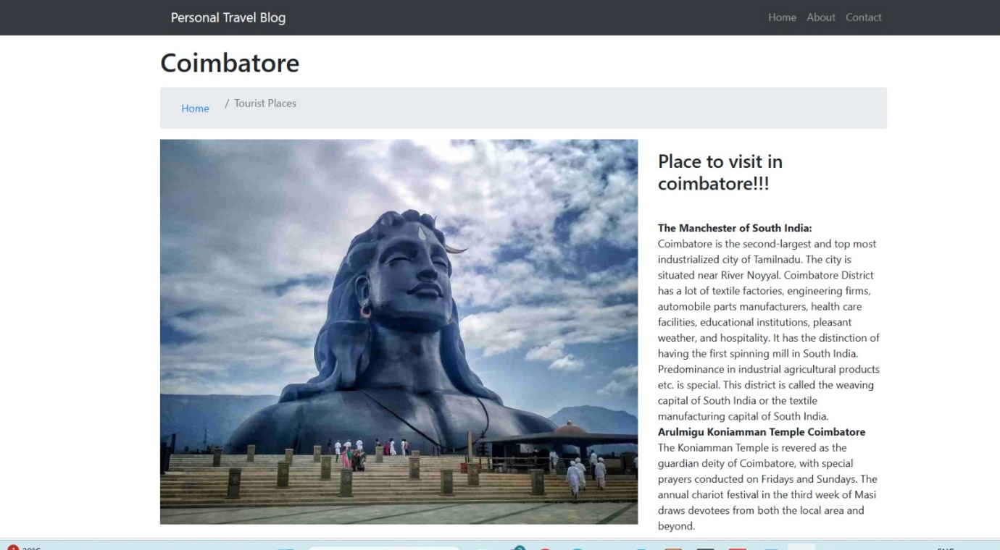 Personal Travel Blog
Home About Contact
Coimbatore
Home / Tourist Places
Place to visit in
coimbatore!!!
The Manchester of South India:
Coimbatore is the second-largest and top most
industrialized city of Tamilnadu. The city is
situated near River Noyyal. Coimbatore District
has a lot of textile factories, engineering firms,
automobile parts manufacturers, health care
facilities, educational institutions, pleasant
weather, and hospitality. It has the distinction of
having the first spinning mill in South India.
Predominance in industrial agricultural products
etc. is special. This district is called the weaving
capital of South India or the textile
manufacturing capital of South India.
Arulmigu Koniamman Temple Coimbatore
The Koniamman Temple is revered as the
guardian deity of Coimbatore, with special
prayers conducted on Fridays and Sundays. The
annual chariot festival in the third week of Masi
draws devotees from both the local area and
beyond.